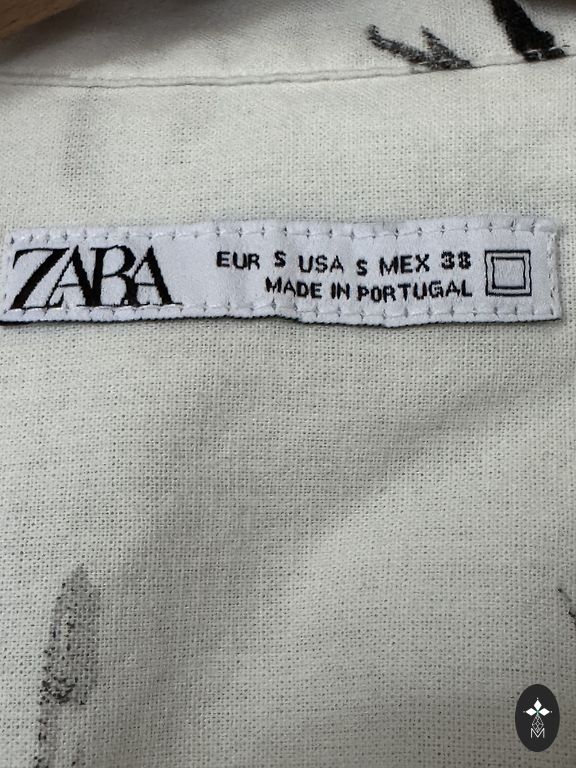 ZARA
EUR S USA S MEX 38
MADE IN PORTUGAL
M